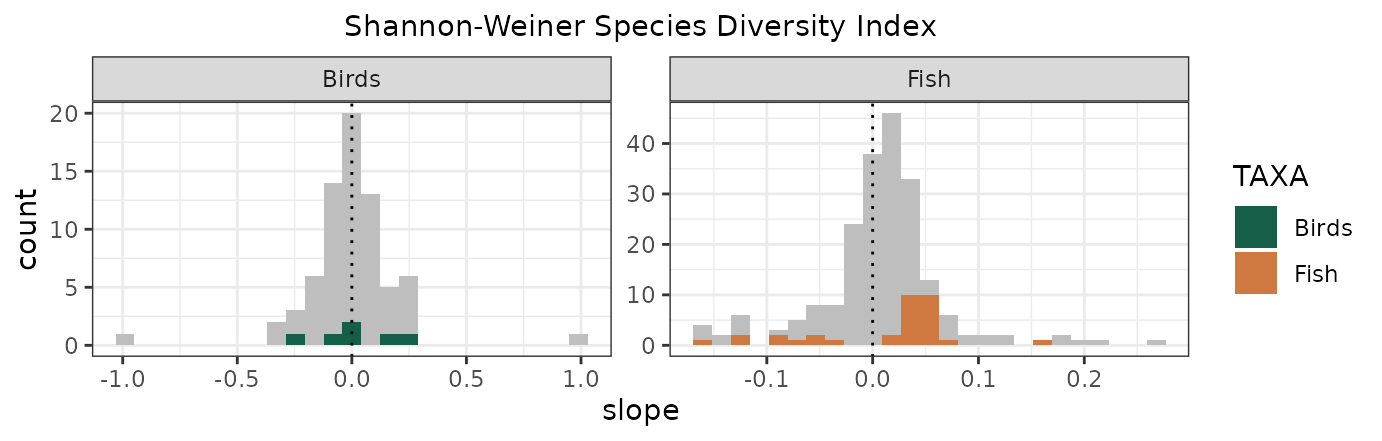 Shannon-Weiner Species Diversity Index
Birds
Fish
20
15
10
5
0
count
-1.0 -0.5 0.0 0.5 1.0
40
30
20
10
0
-0.1 0.0 0.1 0.2
slope
TAXA
Birds
Fish